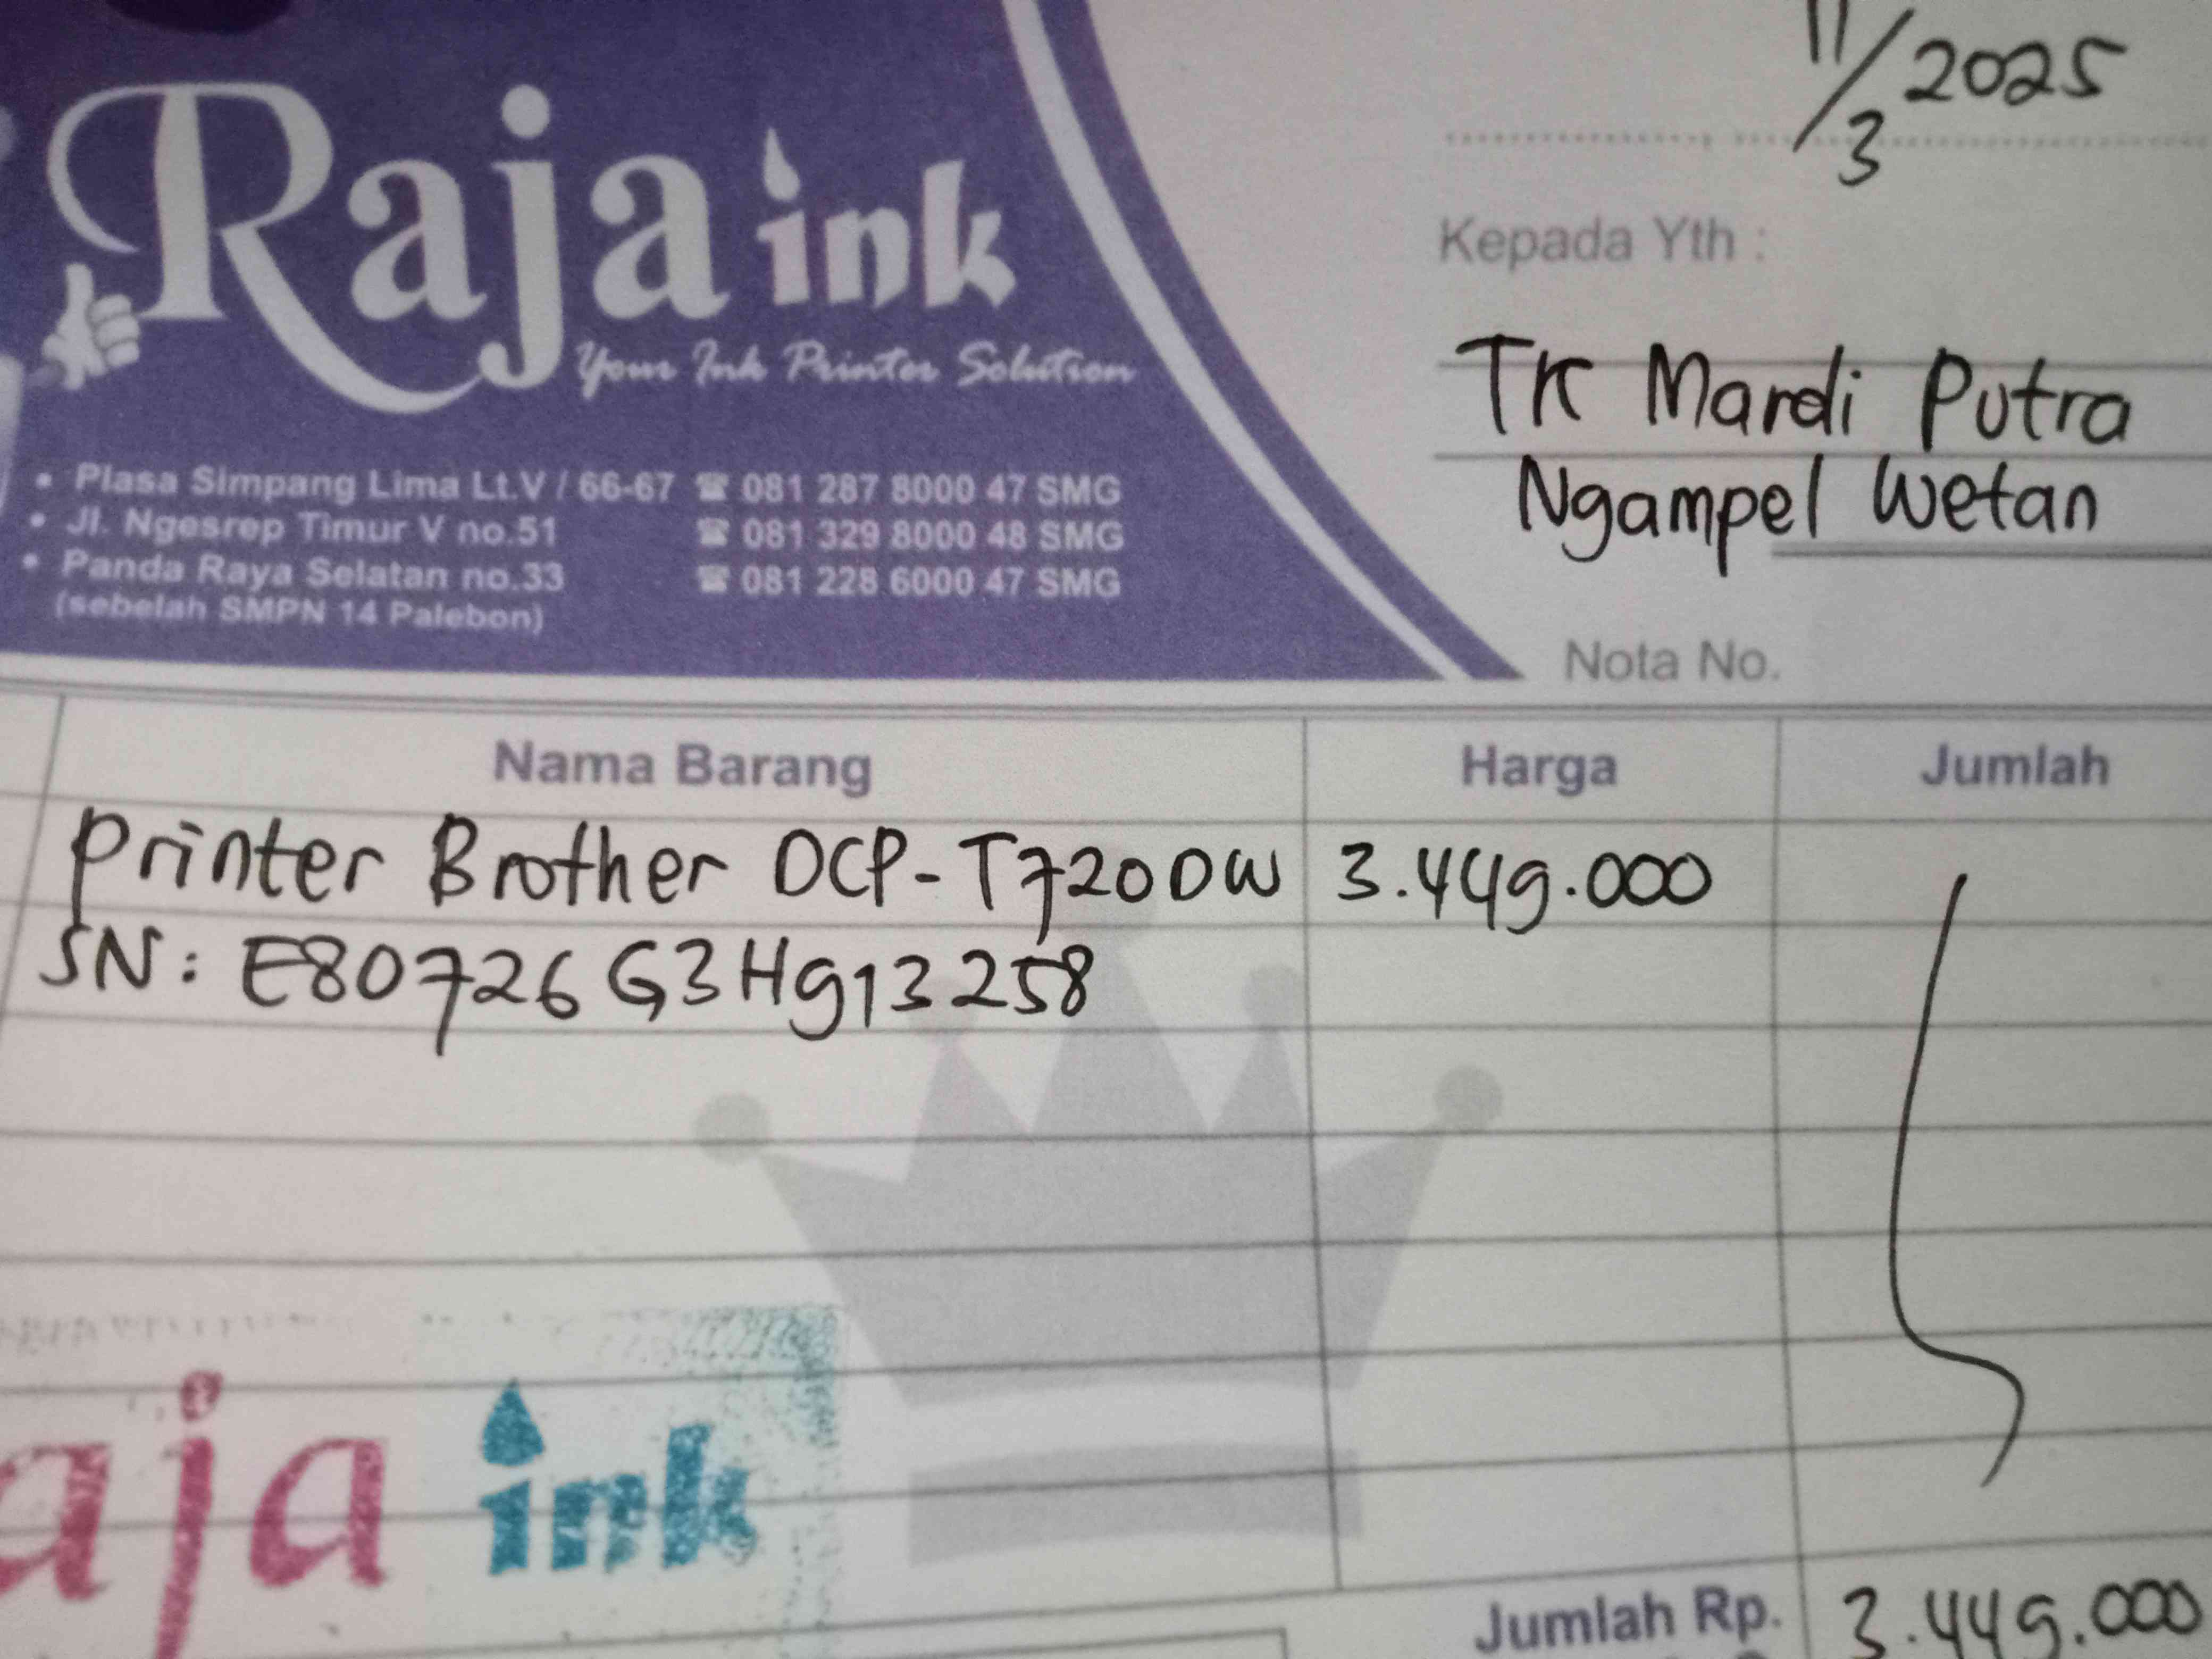 Raja ink
Your Ink Printer Solution
• Plasa Simpang Lima Lt.V / 66-67 ☎ 081 287 8000 47 SMG
• Jl. Ngesrep Timur V no.51 ☎ 081 329 8000 48 SMG
• Panda Raya Selatan no.33 ☎ 081 228 6000 47 SMG
(sebelah SMPN 14 Palebon)
11/3 2025
Kepada Yth :
TK Mardi Putra
Ngampel Wetan
Nota No.
Nama Barang Harga Jumlah
Printer Brother DCP-T720DW 3.449.000
SN: E80726G3H913258
aja ink
Jumlah Rp. 3.449.000